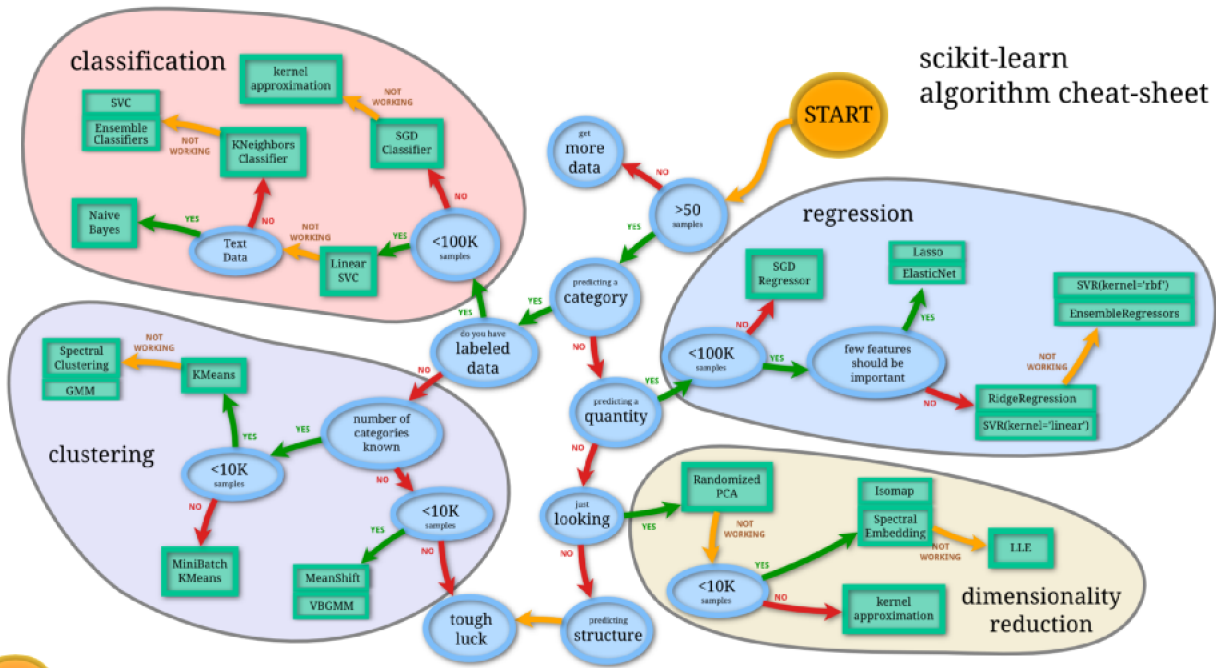 scikit-learn
algorithm cheat-sheet
START
classification
kernel
approximation
NOT
WORKING
SVC
Ensemble
Classifiers
NOT
WORKING
KNeighbors
Classifier
SGD
Classifier
NO
Naive
Bayes
YES
Text
Data
NO
NOT
WORKING
Linear
SVC
YES
<100K
samples
YES
get
more
data
NO
>50
samples
YES
predicting a
category
YES
do you have
labeled
data
NO
NO
predicting a
quantity
YES
NO
just
looking
YES
NO
predicting
structure
tough
luck
regression
SGD
Regressor
NO
<100K
samples
YES
Lasso
ElasticNet
YES
few features
should be
important
NO
SVR(kernel='rbf')
EnsembleRegressors
NOT
WORKING
RidgeRegression
SVR(kernel='linear')
clustering
Spectral
Clustering
GMM
NOT
WORKING
KMeans
YES
<10K
samples
NO
MiniBatch
KMeans
YES
number of
categories
known
NO
<10K
samples
YES
NO
MeanShift
VBGMM
dimensionality
reduction
Randomized
PCA
NOT
WORKING
<10K
samples
YES
NO
Isomap
Spectral
Embedding
NOT
WORKING
LLE
kernel
approximation